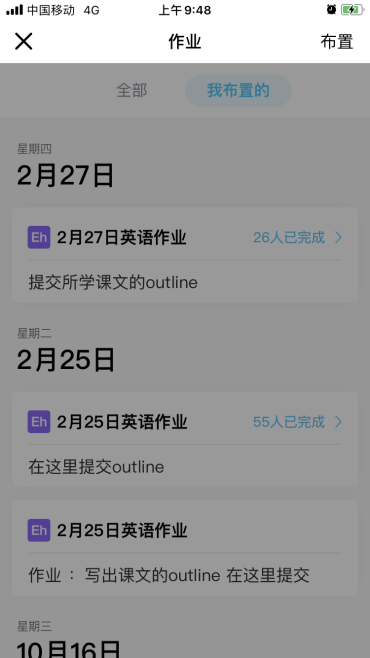 中国移动 4G 上午 9:48
作业 布置
全部 我布置的
星期四
2月27日
Eh 2月27日英语作业 26人已完成
提交所学课文的outline
星期二
2月25日
Eh 2月25日英语作业 55人已完成
在这里提交outline
Eh 2月25日英语作业
作业 ：写出课文的outline 在这里提交
星期三
10月16日